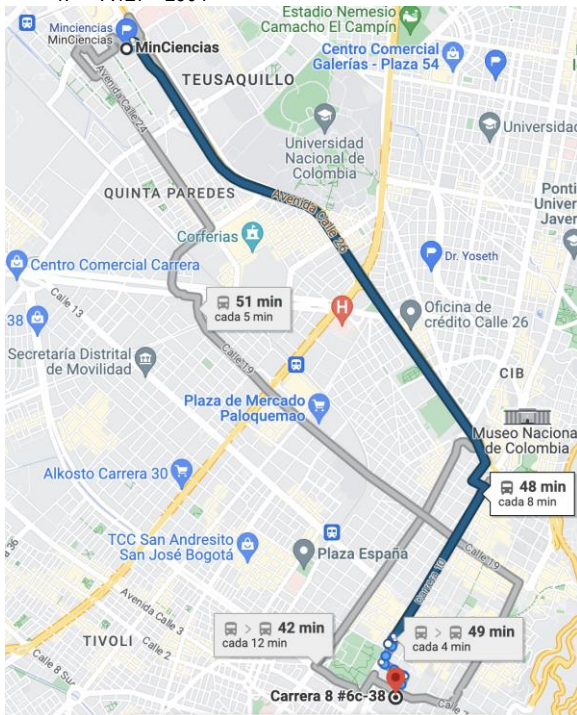 Estadio Nemesio
Camacho El Campín
Minciencias
MinCiencias
MinCiencias
Centro Comercial
Galerías - Plaza 54
TEUSAQUILLO
Avenida Calle 24
Universidad
Nacional de
Colombia
Universidad
QUINTA PAREDES
Avenida Calle 26
Corferias
Dr. Yoseth
Centro Comercial Carrera
51 min
cada 5 min
H
Oficina de
crédito Calle 26
38
Calle 13
Secretaría Distrital
de Movilidad
Calle 19
CIB
Plaza de Mercado
Paloquemao
Museo Naciona
de Colombia
Alkosto Carrera 30
48 min
cada 8 min
TCC San Andresito
San José Bogotá
Plaza España
Calle 19
Carrera 10
Avenida Calle 3
42 min
cada 12 min
49 min
cada 4 min
TIVOLI
Calle 2
Calle 8 Sur
Carrera 8 #6c-38